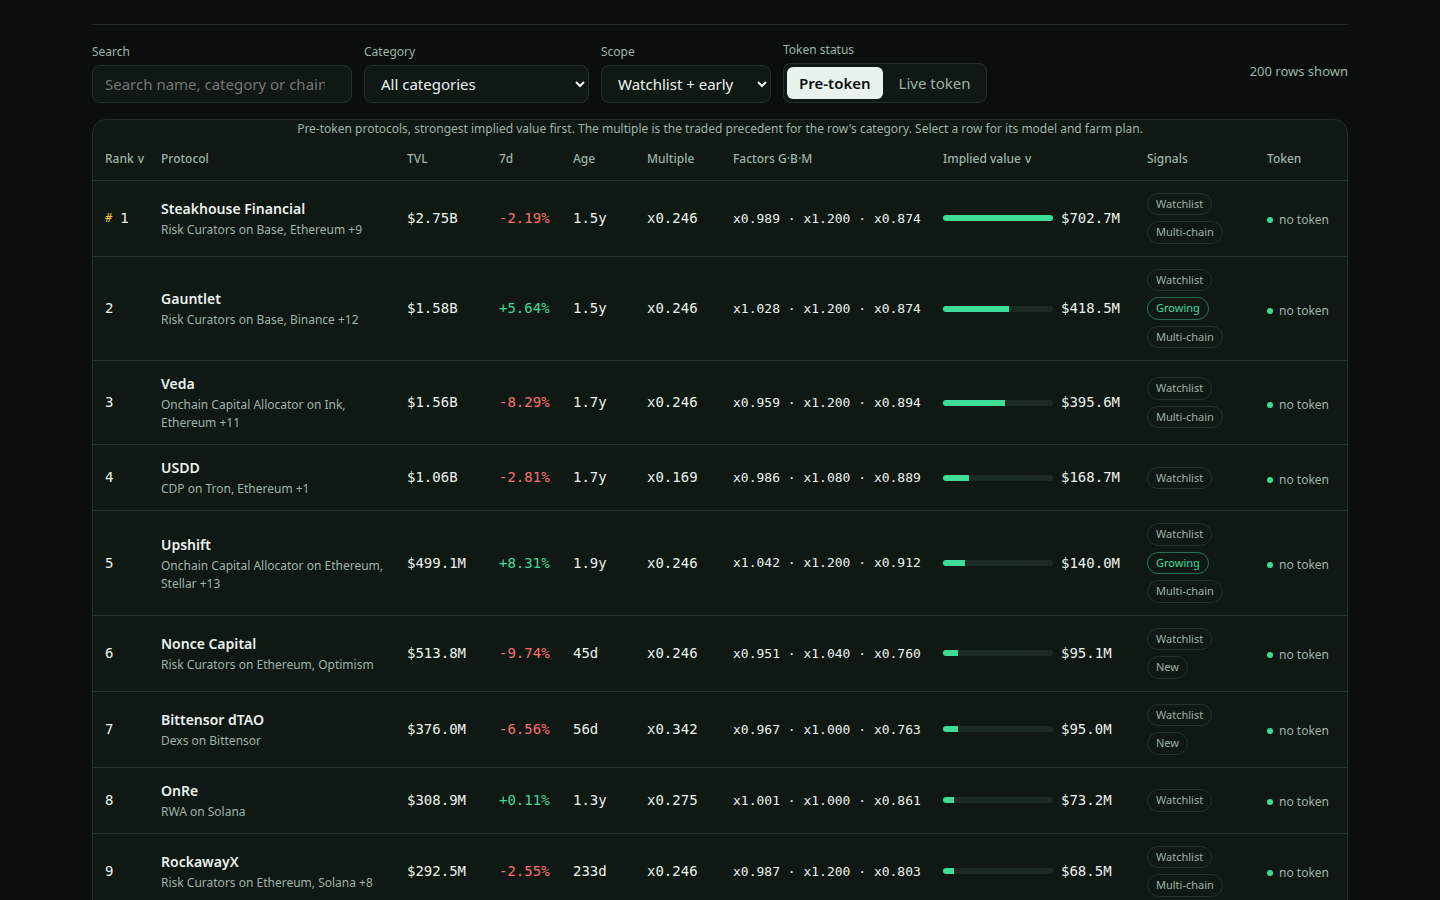 Search
Category
Scope
Token status
Search name, category or chain
All categories
Watchlist + early
Pre-token
Live token
200 rows shown
Pre-token protocols, strongest implied value first. The multiple is the traded precedent for the row's category. Select a row for its model and farm plan.
Rank v Protocol TVL 7d Age Multiple Factors G·B·M Implied value v Signals Token
# 1 Steakhouse Financial $2.75B -2.19% 1.5y x0.246 x0.989 · x1.200 · x0.874 $702.7M Watchlist no token
Risk Curators on Base, Ethereum +9 Multi-chain
2 Gauntlet $1.58B +5.64% 1.5y x0.246 x1.028 · x1.200 · x0.874 $418.5M Watchlist no token
Risk Curators on Base, Binance +12 Growing
Multi-chain
3 Veda $1.56B -8.29% 1.7y x0.246 x0.959 · x1.200 · x0.894 $395.6M Watchlist no token
Onchain Capital Allocator on Ink, Multi-chain
Ethereum +11
4 USDD $1.06B -2.81% 1.7y x0.169 x0.986 · x1.080 · x0.889 $168.7M Watchlist no token
CDP on Tron, Ethereum +1
5 Upshift $499.1M +8.31% 1.9y x0.246 x1.042 · x1.200 · x0.912 $140.0M Watchlist no token
Onchain Capital Allocator on Ethereum, Growing
Stellar +13 Multi-chain
6 Nonce Capital $513.8M -9.74% 45d x0.246 x0.951 · x1.040 · x0.760 $95.1M Watchlist no token
Risk Curators on Ethereum, Optimism New
7 Bittensor dTAO $376.0M -6.56% 56d x0.342 x0.967 · x1.000 · x0.763 $95.0M Watchlist no token
Dexs on Bittensor New
8 OnRe $308.9M +0.11% 1.3y x0.275 x1.001 · x1.000 · x0.861 $73.2M Watchlist no token
RWA on Solana
9 RockawayX $292.5M -2.55% 233d x0.246 x0.987 · x1.200 · x0.803 $68.5M Watchlist no token
Risk Curators on Ethereum, Solana +8 Multi-chain